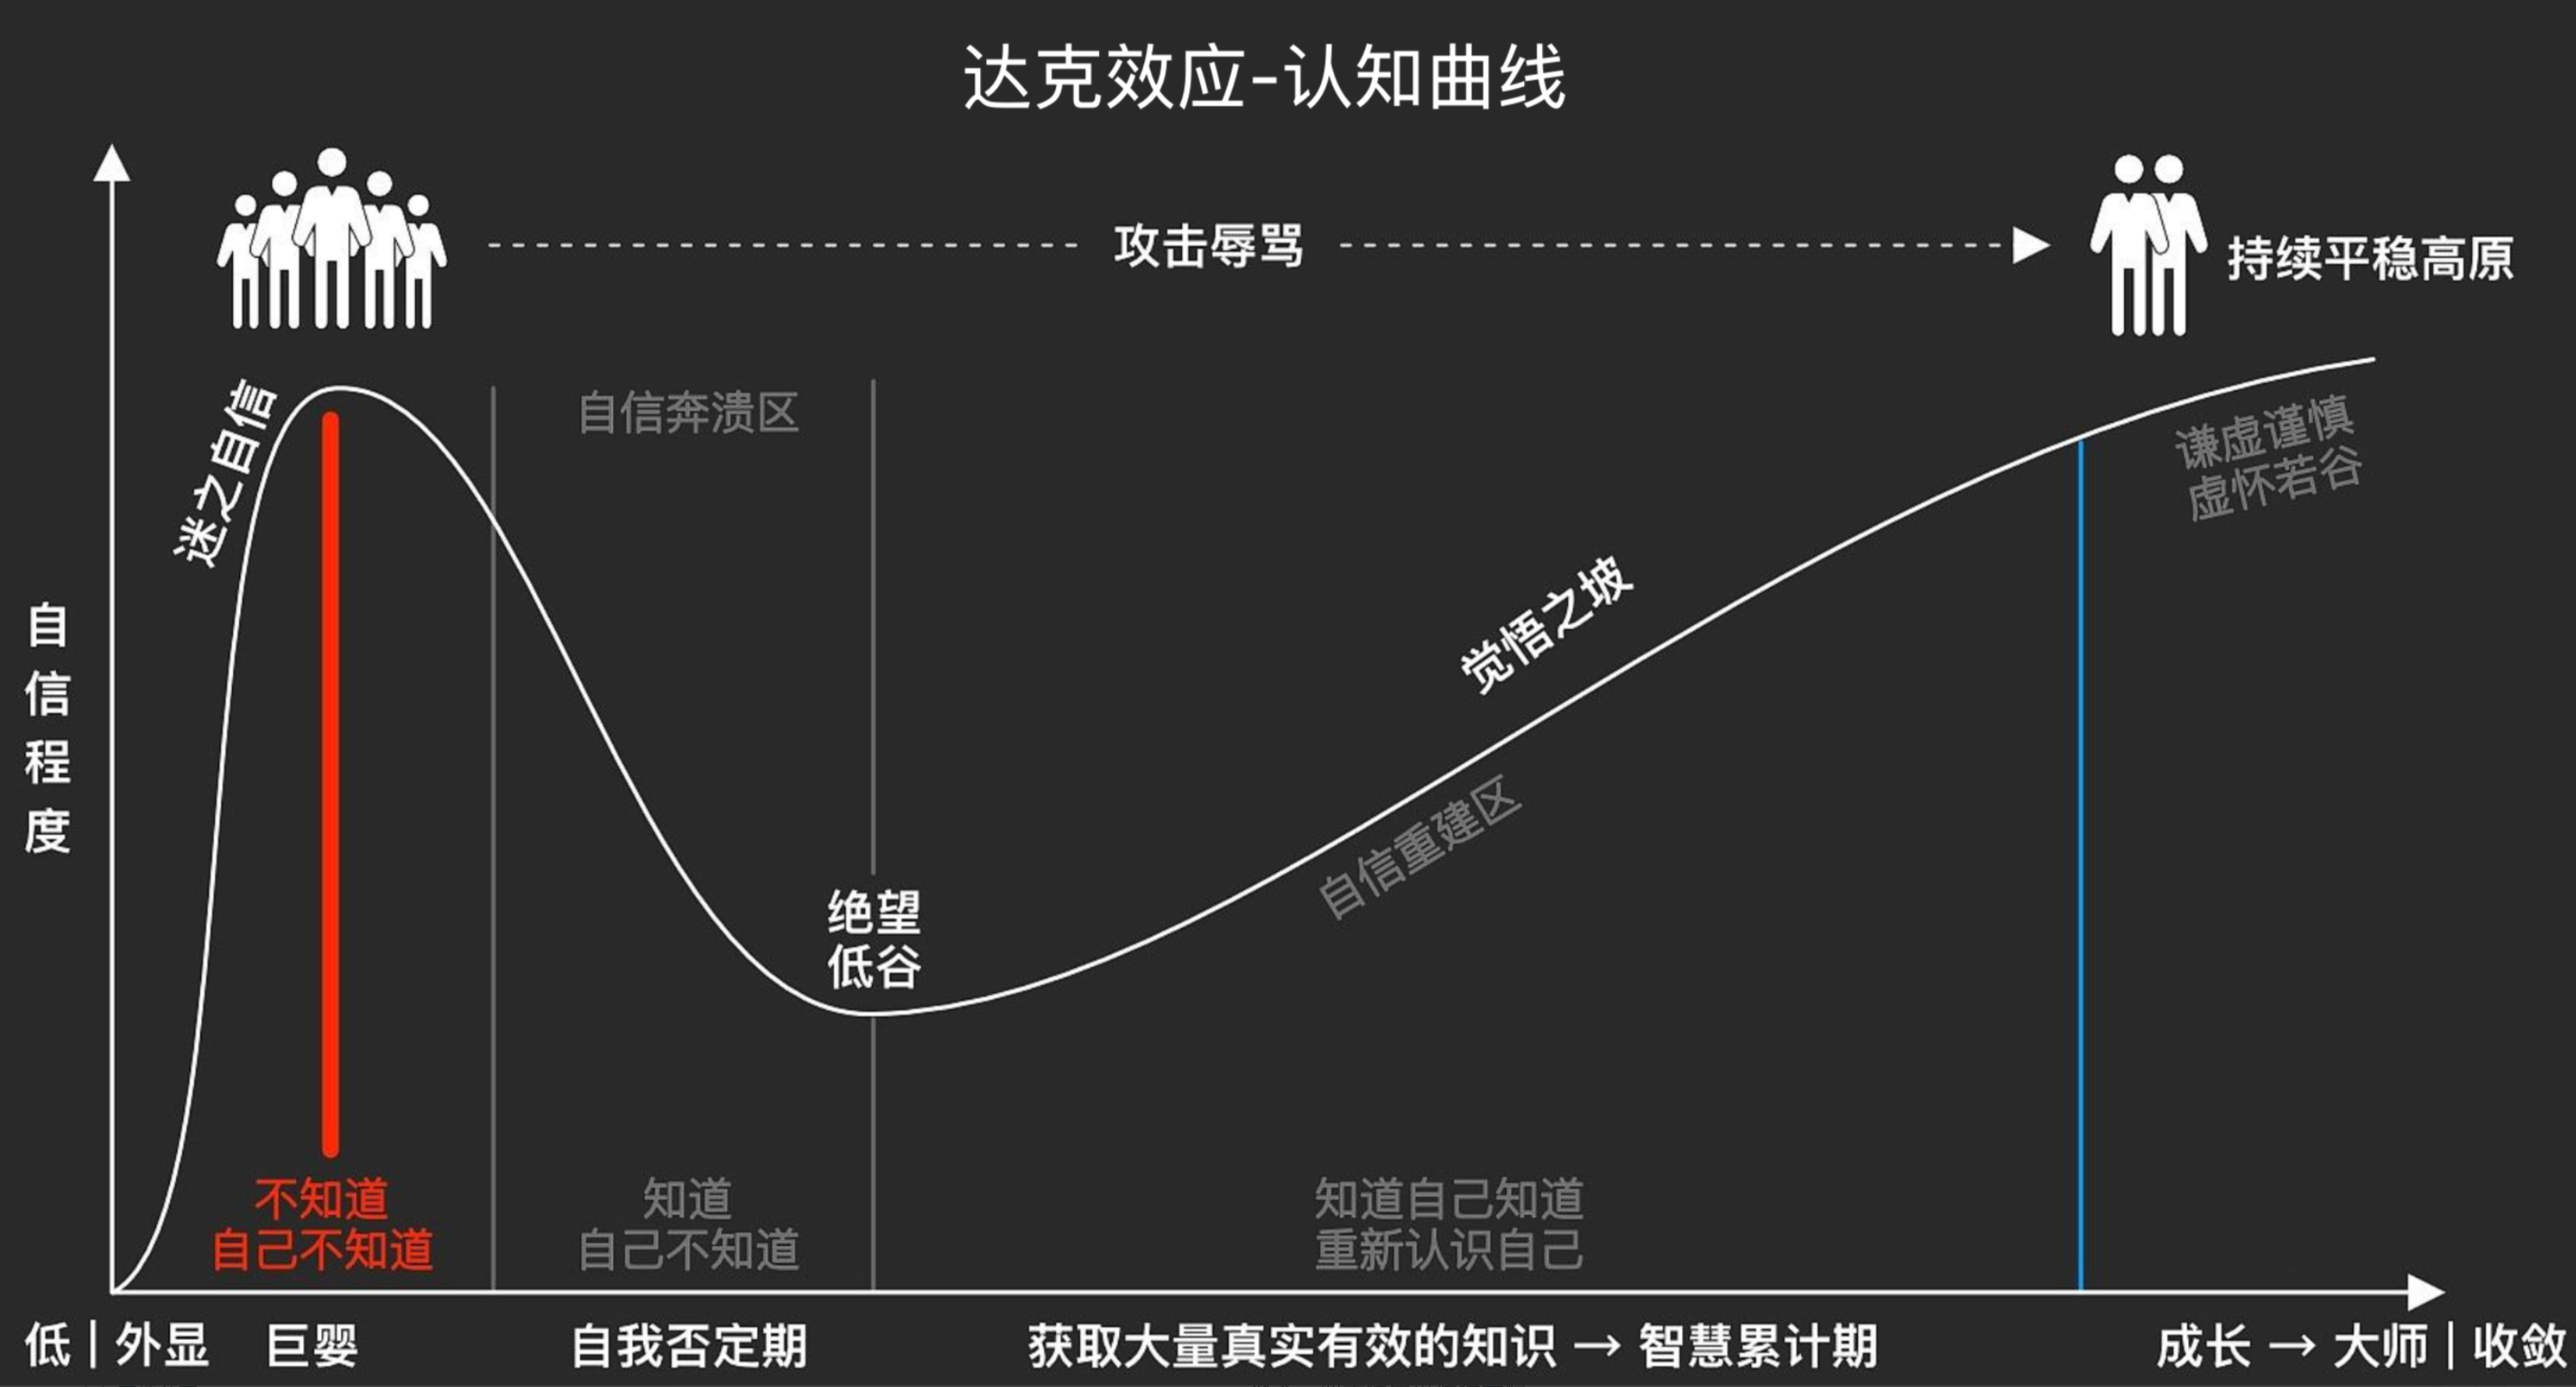 达克效应-认知曲线
攻击辱骂
持续平稳高原
迷之自信
自信奔溃区
谦虚谨慎
虚怀若谷
觉悟之坡
自信重建区
自信程度
绝望
低谷
不知道
自己不知道
知道
自己不知道
知道自己知道
重新认识自己
低 | 外显
巨婴
自我否定期
获取大量真实有效的知识 → 智慧累计期
成长 → 大师 | 收敛